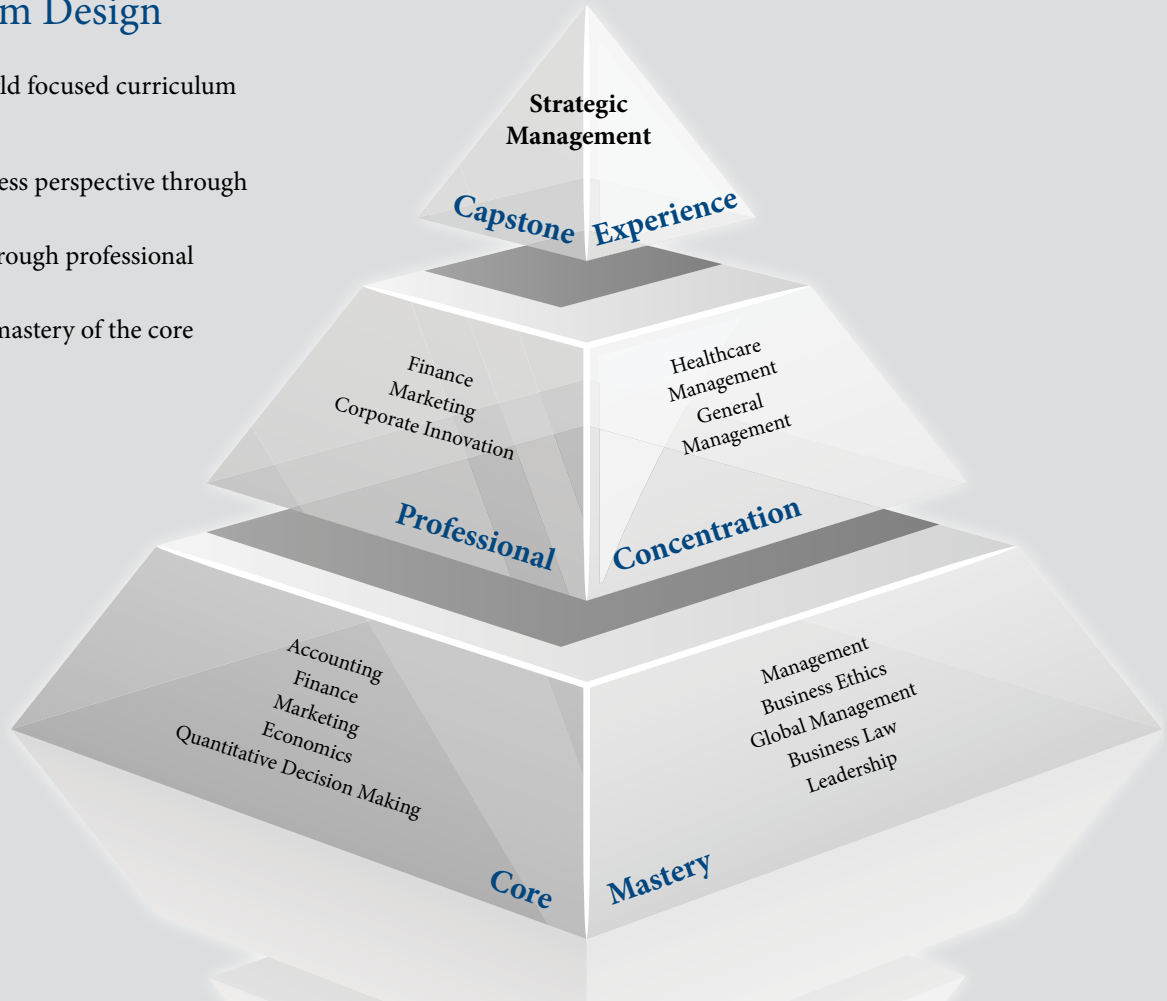 m Design
ld focused curriculum
ess perspective through
rough professional
mastery of the core
Strategic
Management
Capstone Experience
Finance
Marketing
Corporate Innovation
Healthcare
Management
General
Management
Professional Concentration
Accounting
Finance
Marketing
Economics
Quantitative Decision Making
Management
Business Ethics
Global Management
Business Law
Leadership
Core Mastery